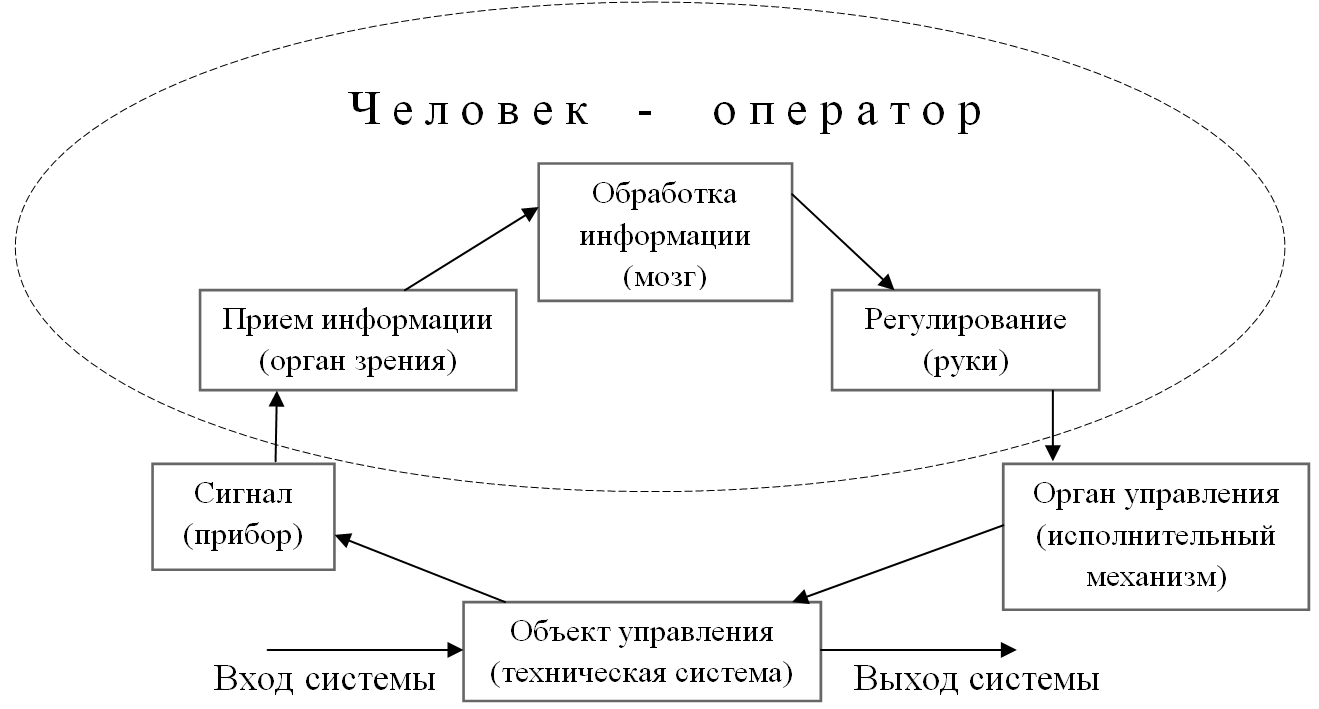 Человек - оператор
Обработка
информации
(мозг)
Прием информации
(орган зрения)
Регулирование
(руки)
Сигнал
(прибор)
Орган управления
(исполнительный
механизм)
Объект управления
(техническая система)
Вход системы
Выход системы